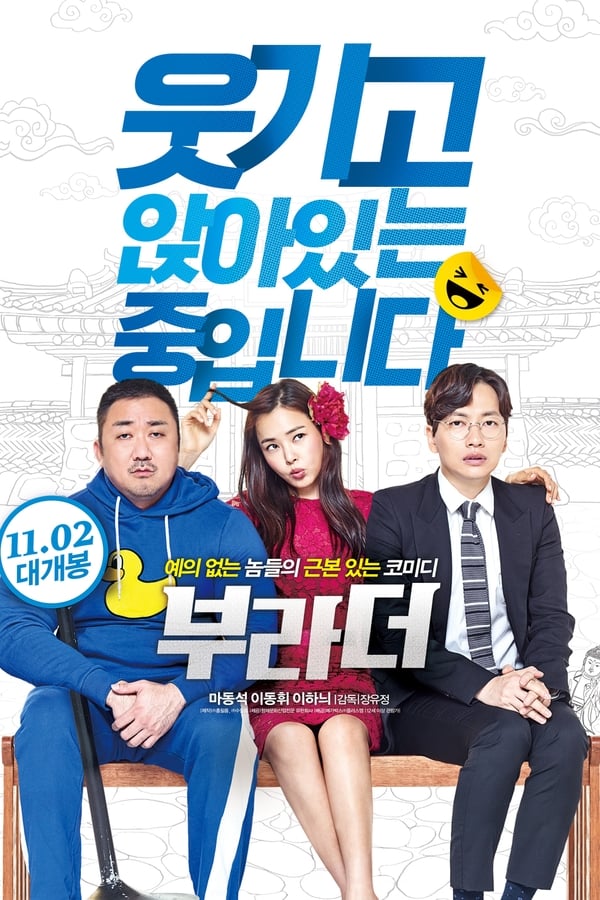 웃기고
앉아있는
중입니다
11.02
대개봉
예의 없는 놈들의 근본 있는 코미디
부라더
마동석 이동휘 이하늬 |감독|장유정